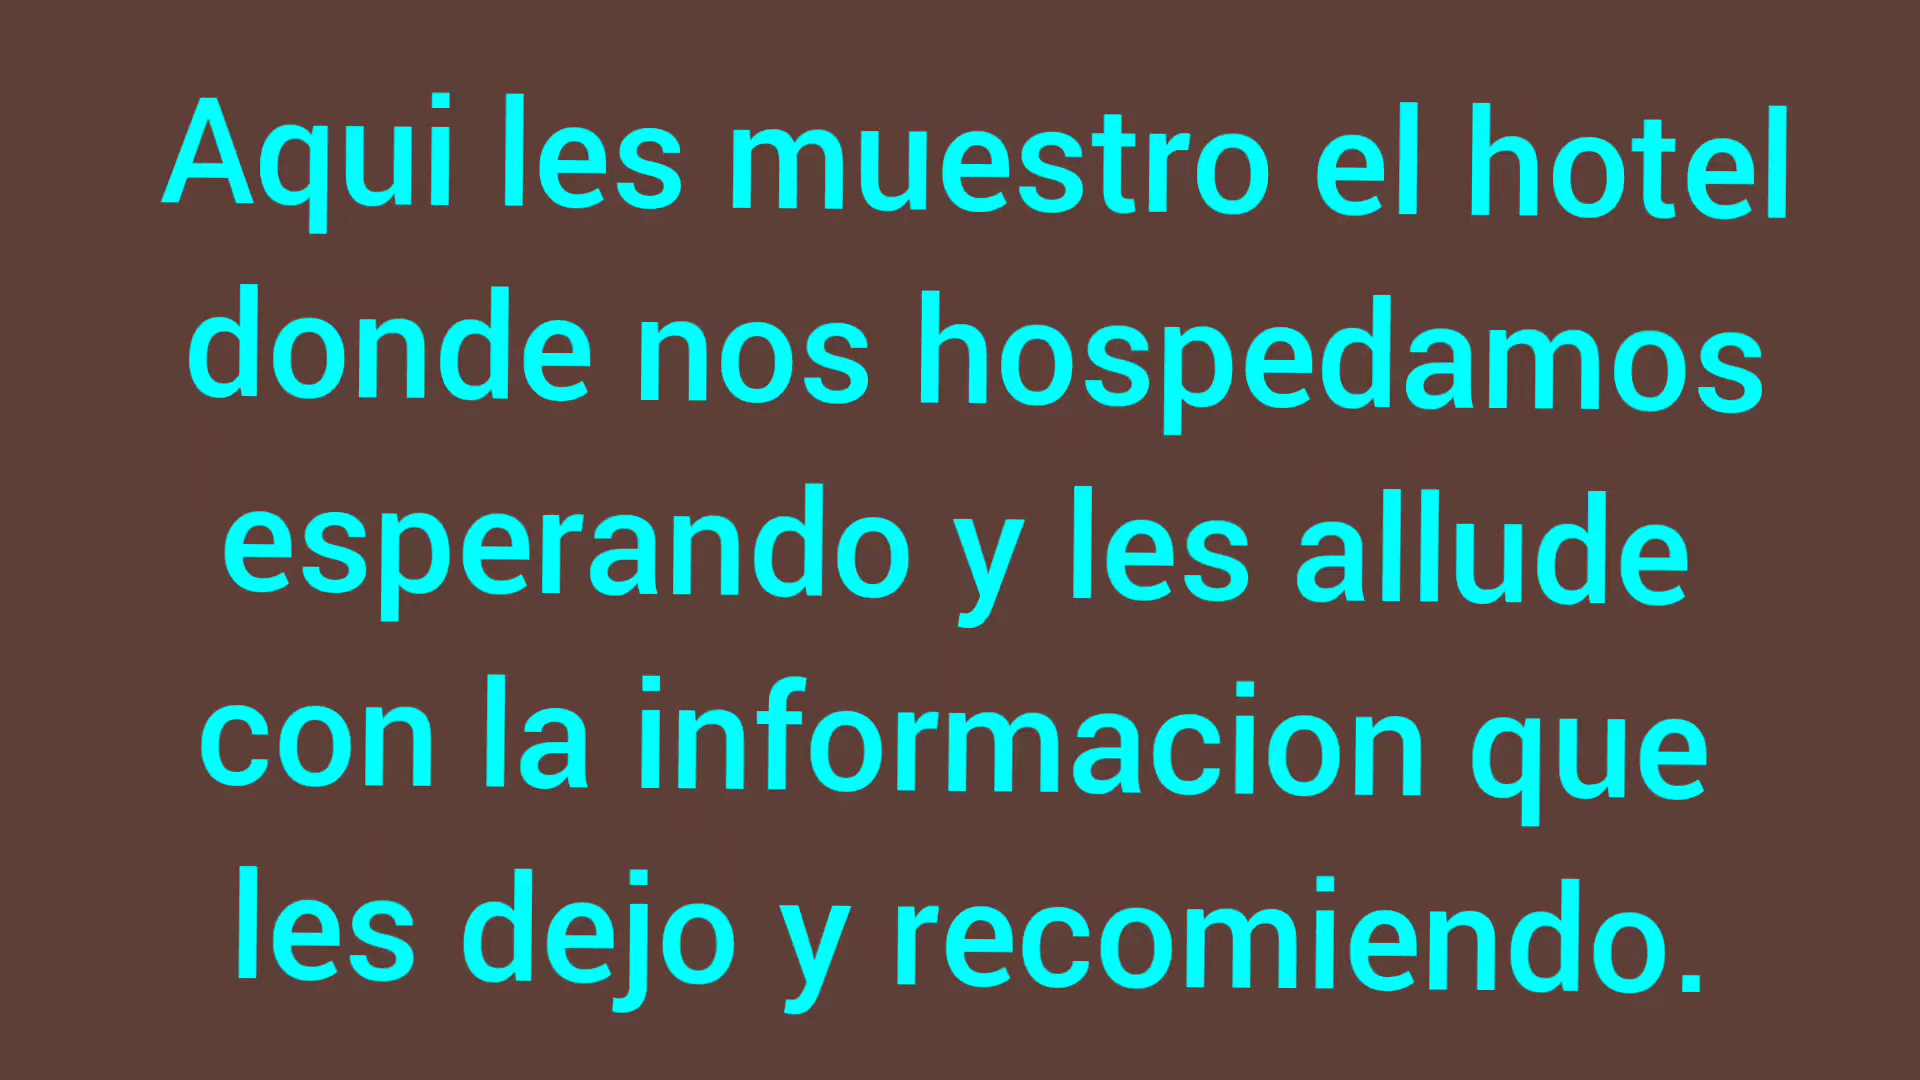 Aqui les muestro el hotel
donde nos hospedamos
esperando y les allude
con la informacion que
les dejo y recomiendo.